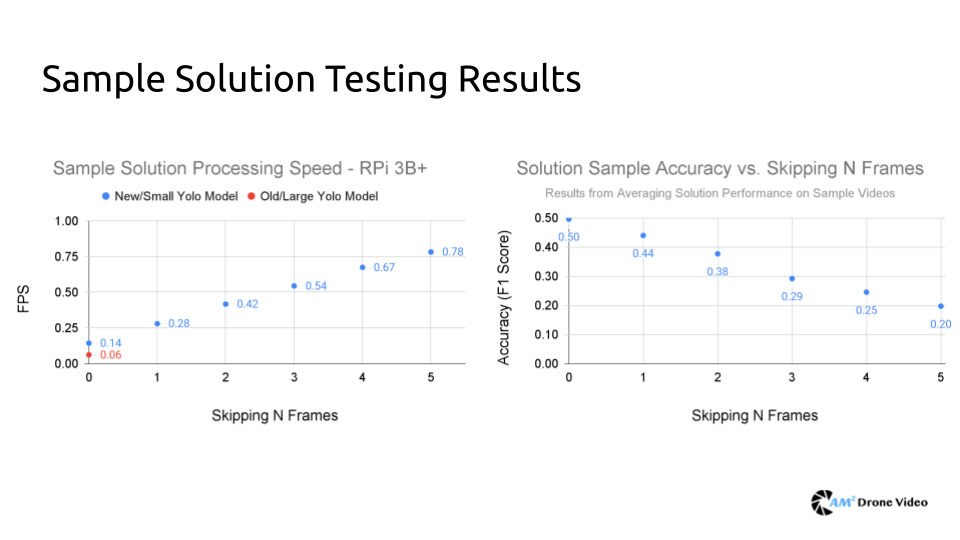 Sample Solution Testing Results
Sample Solution Processing Speed - RPi 3B+
New/Small Yolo Model Old/Large Yolo Model
1.00
0.75
0.50
0.25
0.00
FPS
0.14
0.06
0.28
0.42
0.54
0.67
0.78
0 1 2 3 4 5
Skipping N Frames
Solution Sample Accuracy vs. Skipping N Frames
Results from Averaging Solution Performance on Sample Videos
0.50
0.40
0.30
0.20
0.10
0.00
Accuracy (F1 Score)
0.50
0.44
0.38
0.29
0.25
0.20
0 1 2 3 4 5
Skipping N Frames
AM² Drone Video